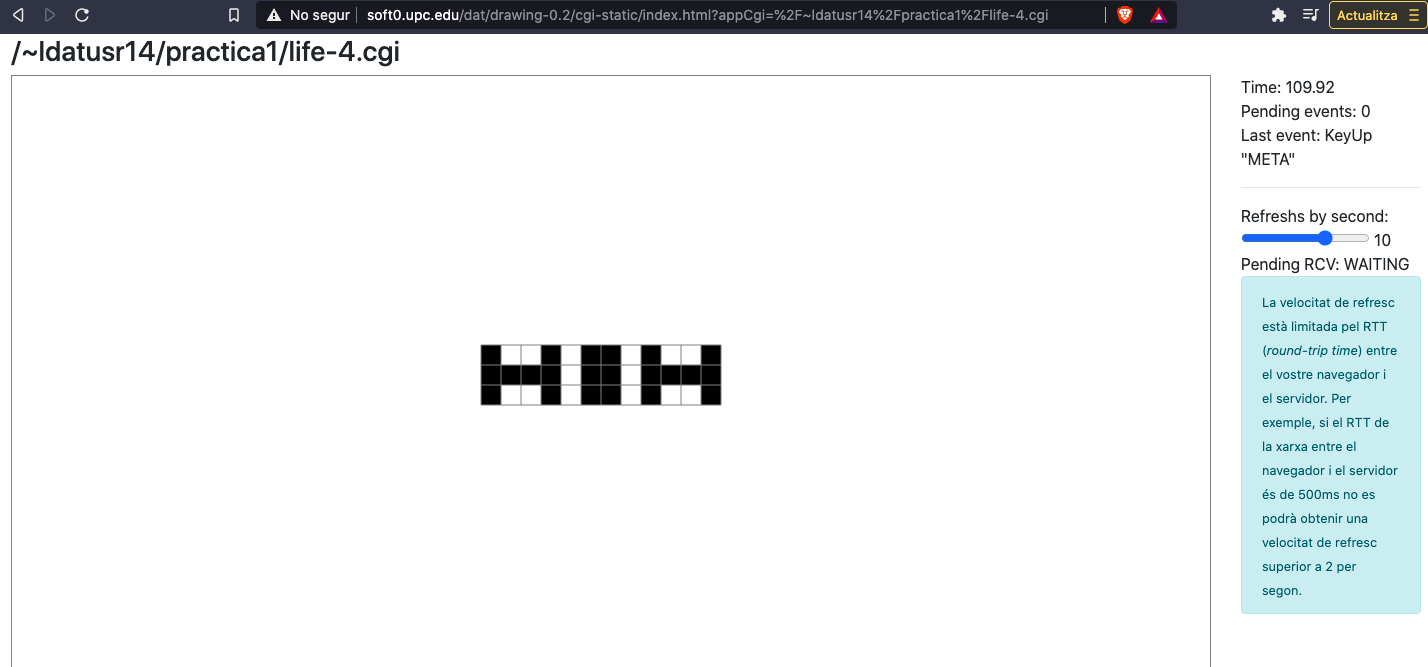 No segur
soft0.upc.edu/dat/drawing-0.2/cgi-static/index.html?appCgi=%2F~ldatusr14%2Fpractica1%2Flife-4.cgi
Actualitza
/~ldatusr14/practica1/life-4.cgi
Time: 109.92
Pending events: 0
Last event: KeyUp
"META"
Refreshs by second:
10
Pending RCV: WAITING
La velocitat de refresc
està limitada pel RTT
(round-trip time) entre
el vostre navegador i
el servidor. Per
exemple, si el RTT de
la xarxa entre el
navegador i el servidor
és de 500ms no es
podrà obtenir una
velocitat de refresc
superior a 2 per
segon.